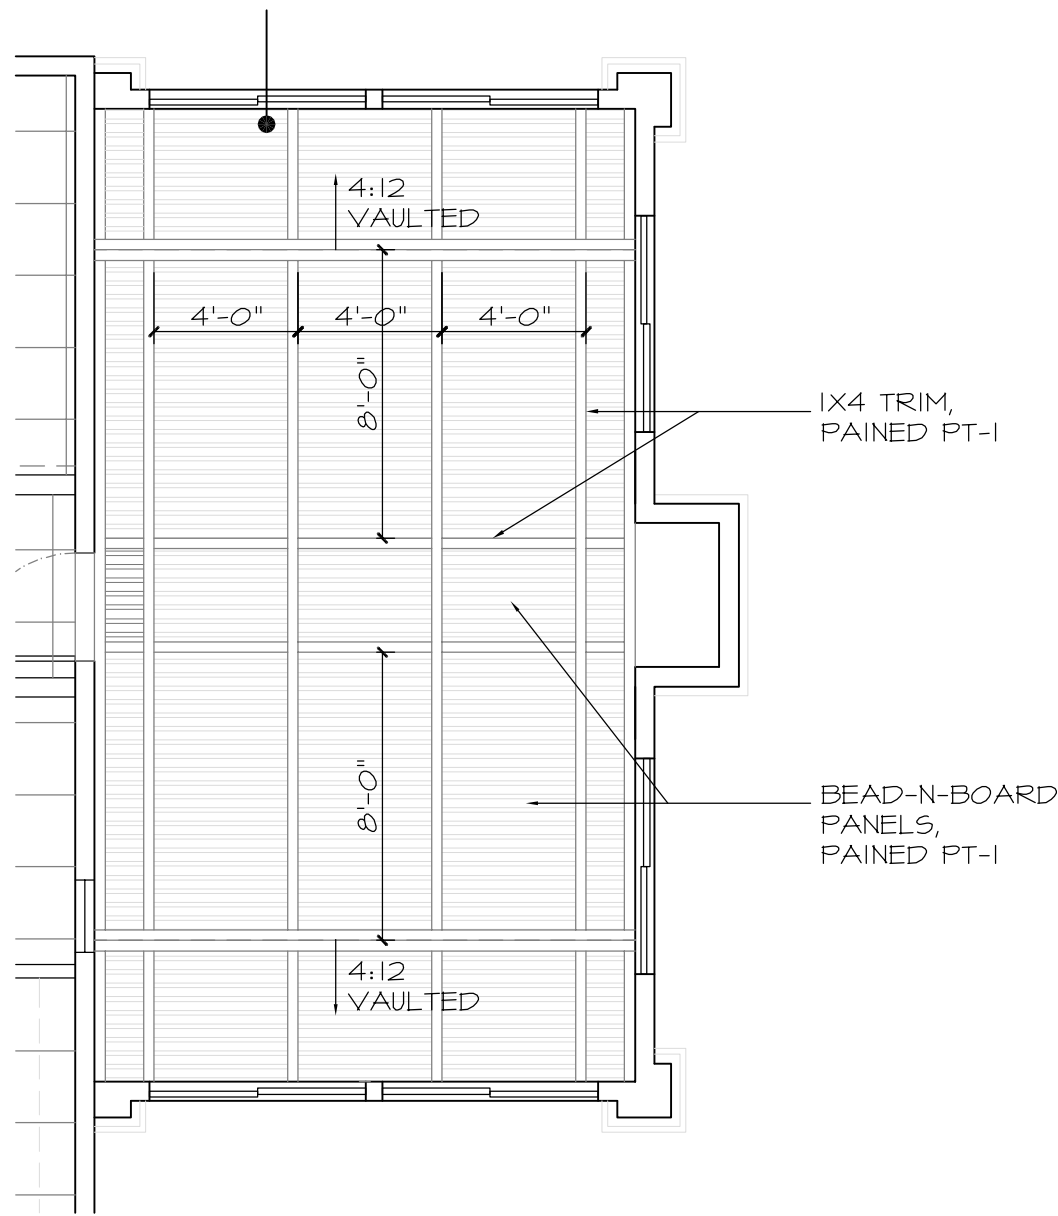 4:12
VAULTED
4'-0"
4'-0"
4'-0"
8'-0"
1X4 TRIM,
PAINED PT-1
8'-0"
BEAD-N-BOARD
PANELS,
PAINED PT-1
4:12
VAULTED